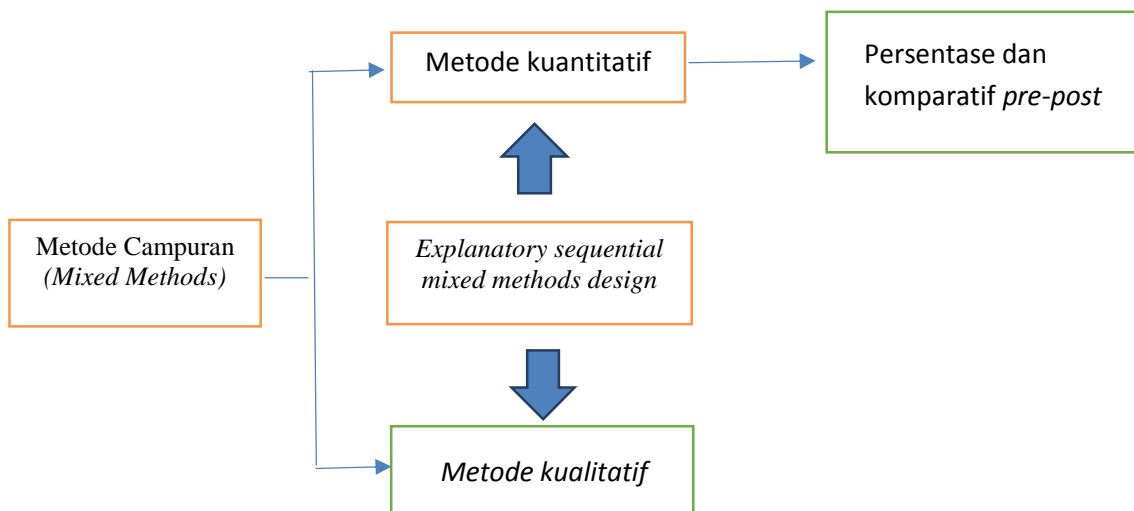 Metode kuantitatif
Persentase dan
komparatif pre-post
Metode Campuran
(Mixed Methods)
Explanatory sequential
mixed methods design
Metode kualitatif